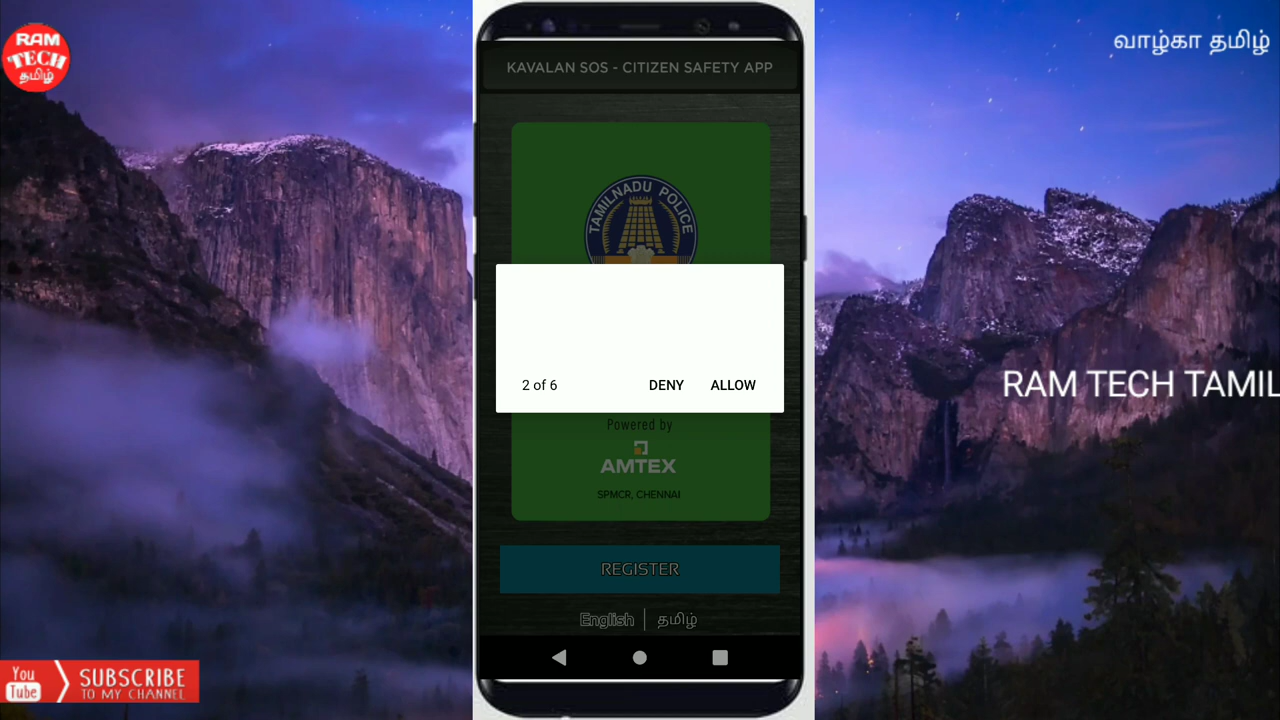 RAM
TECH
தமிழ்
வாழ்கா தமிழ்
KAVALAN SOS - CITIZEN SAFETY APP
TAMILNADU POLICE
2 of 6
DENY
ALLOW
RAM TECH TAMIL
Powered by
AMTEX
SPMCR, CHENNAI
REGISTER
English | தமிழ்
You
Tube
SUBSCRIBE
TO MY CHANNEL